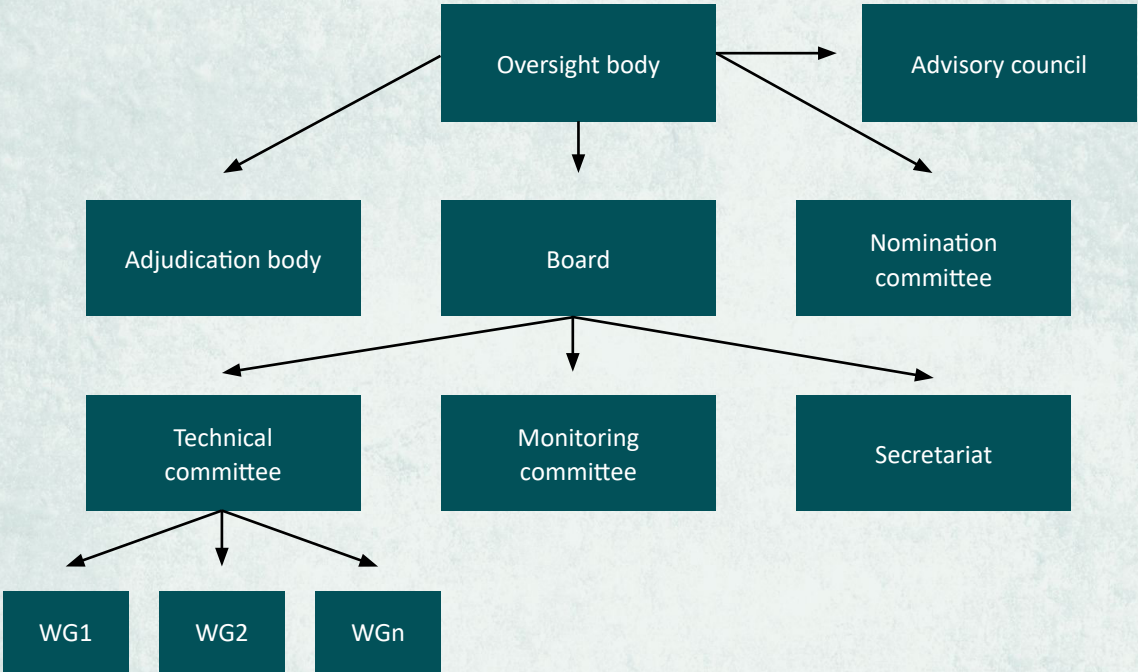 Oversight body
Advisory council
Adjudication body
Board
Nomination
committee
Technical
committee
Monitoring
committee
Secretariat
WG1
WG2
WGn